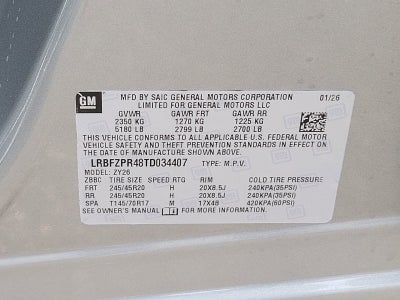 GM
MFD BY SAIC GENERAL MOTORS CORPORATION 01/26
LIMITED FOR GENERAL MOTORS LLC
GVWR GAWR FRT GAWR RR
2350 KG 1270 KG 1225 KG
5180 LB 2799 LB 2700 LB
THIS VEHICLE CONFORMS TO ALL APPLICABLE U.S. FEDERAL MOTOR
VEHICLE SAFETY AND THEFT PREVENTION STANDARDS IN EFFECT ON
THE DATE OF MANUFACTURE SHOWN ABOVE.
LRBFZPR48TD034407 TYPE: M.P.V.
MODEL: ZY26
ZBBC TIRE SIZE SPEED RTG RIM COLD TIRE PRESSURE
FRT 245/45R20 H 20X8.5J 240KPA(35PSI)
RR 245/45R20 H 20X8.5J 240KPA(35PSI)
SPA T145/70R17 M 17X4B 420KPA(60PSI)
SEE OWNER'S MANUAL FOR MORE INFORMATION.